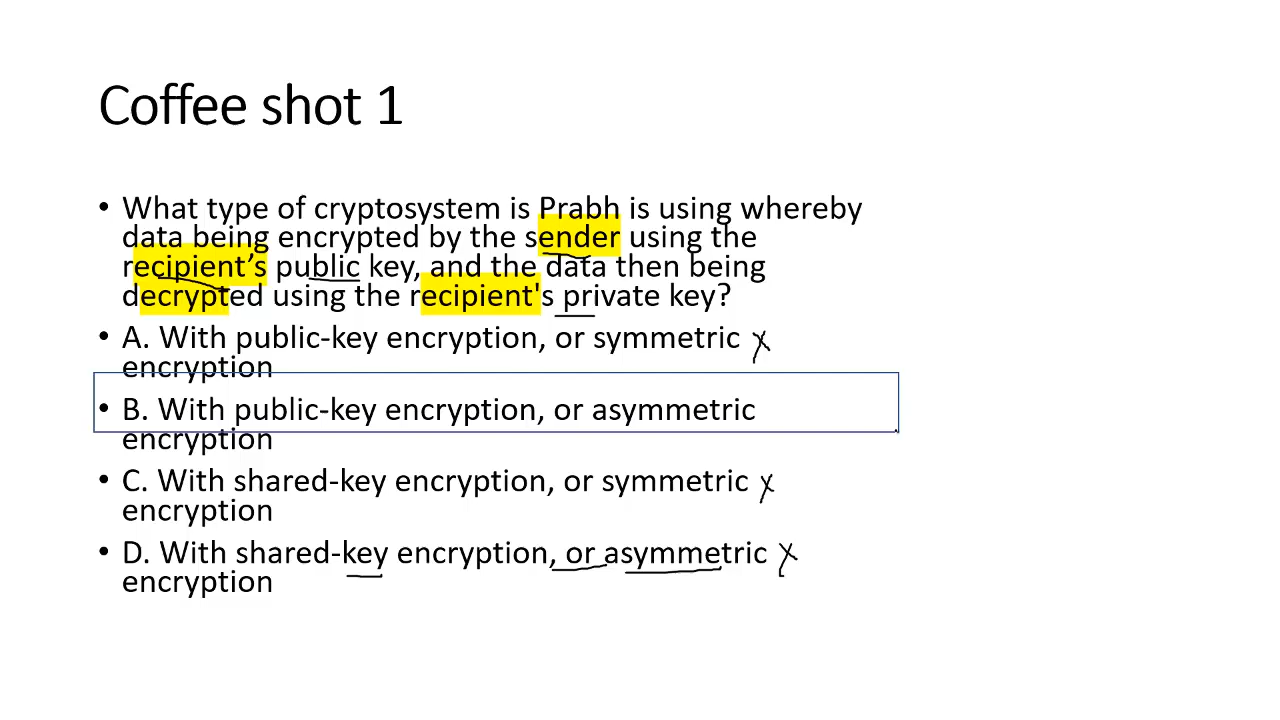 Coffee shot 1
• What type of cryptosystem is Prabh is using whereby
data being encrypted by the sender using the
recipient’s public key, and the data then being
decrypted using the recipient's private key?
• A. With public-key encryption, or symmetric x
encryption
• B. With public-key encryption, or asymmetric
encryption
• C. With shared-key encryption, or symmetric x
encryption
• D. With shared-key encryption, or asymmetric x
encryption